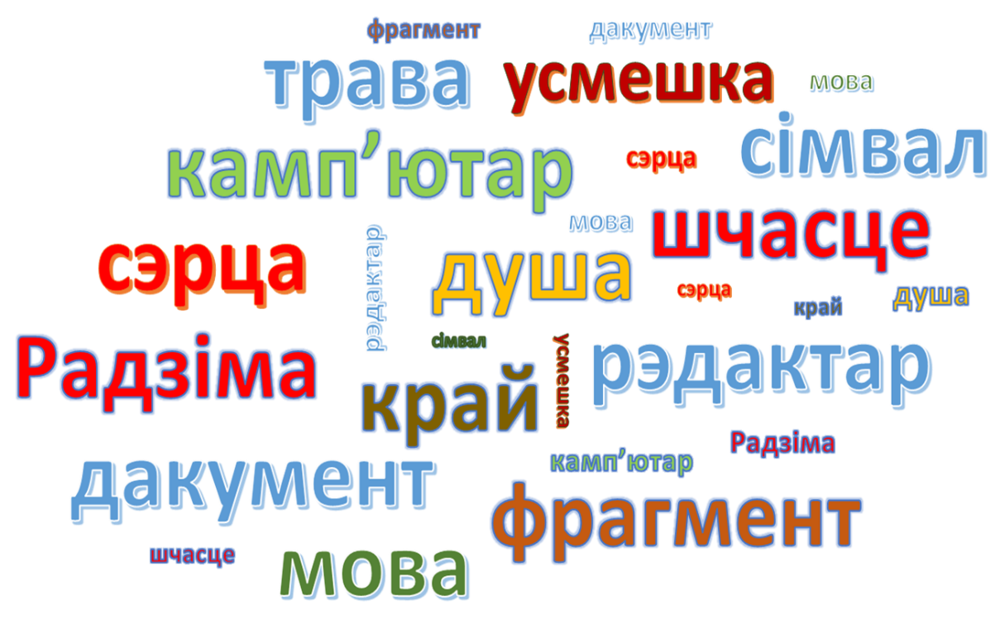 фрагмент
дакумент
трава
усмешка
мова
сімвал
камп’ютар
сэрца
мова
шчасце
сэрца
рэдактар
душа
сэрца
край
душа
Радзіма
сімвал
усмешка
рэдактар
край
Радзіма
камп’ютар
дакумент
фрагмент
шчасце
мова